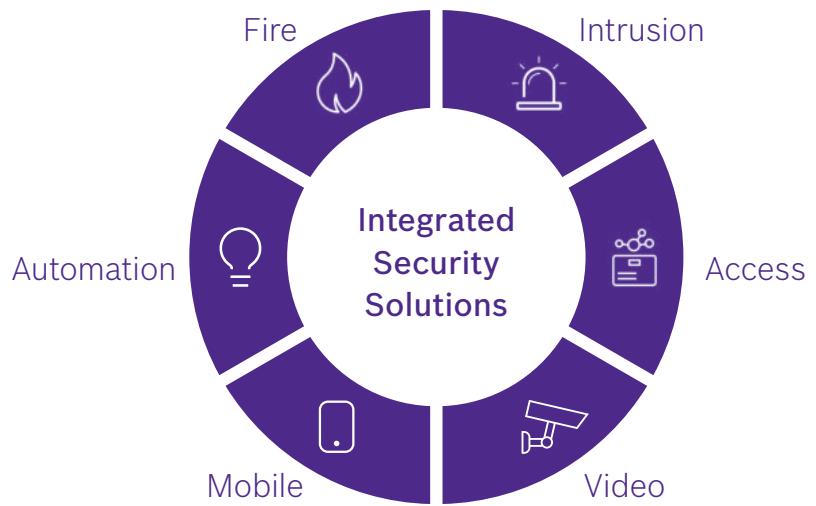 Fire
Intrusion
Integrated
Security
Solutions
Automation
Access
Mobile
Video